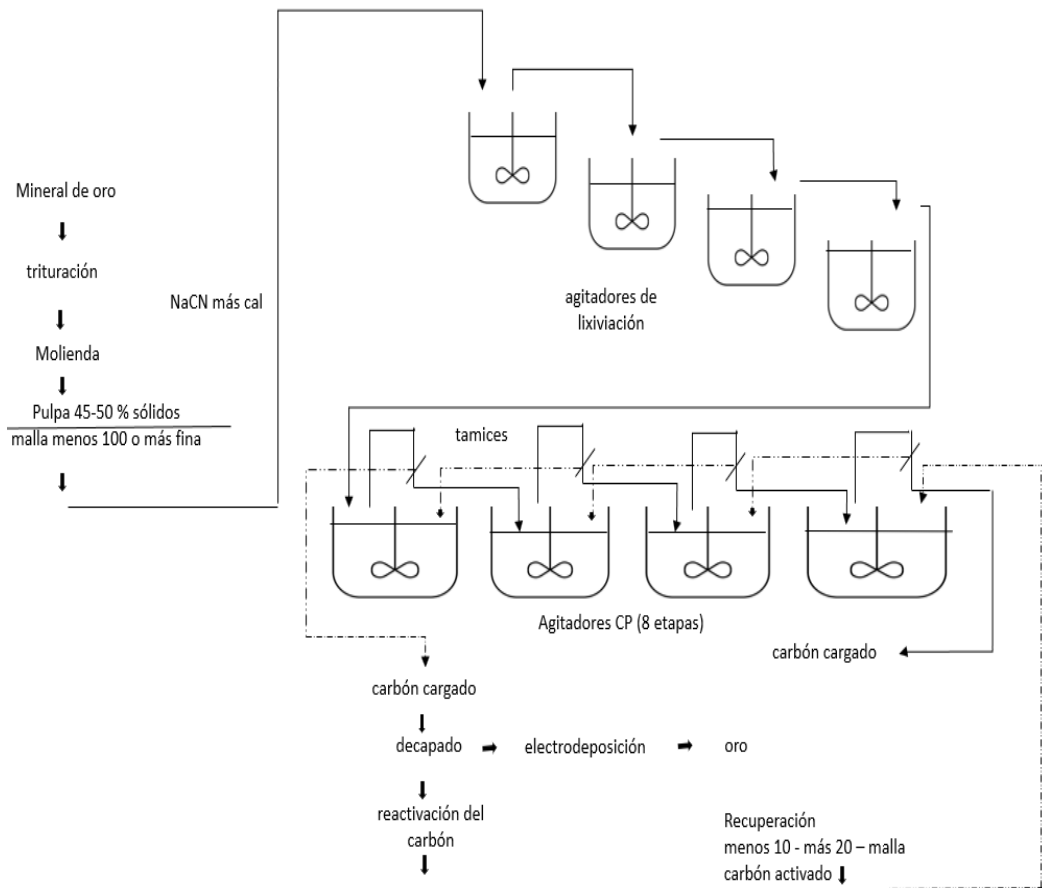 Mineral de oro
trituración
Molienda
Pulpa 45-50 % sólidos
malla menos 100 o más fina
NaCN más cal
agitadores de
lixiviación
tamices
Agitadores CP (8 etapas)
carbón cargado
carbón cargado
decapado
electrodeposición
oro
reactivación del
carbón
Recuperación
menos 10 - más 20 – malla
carbón activado